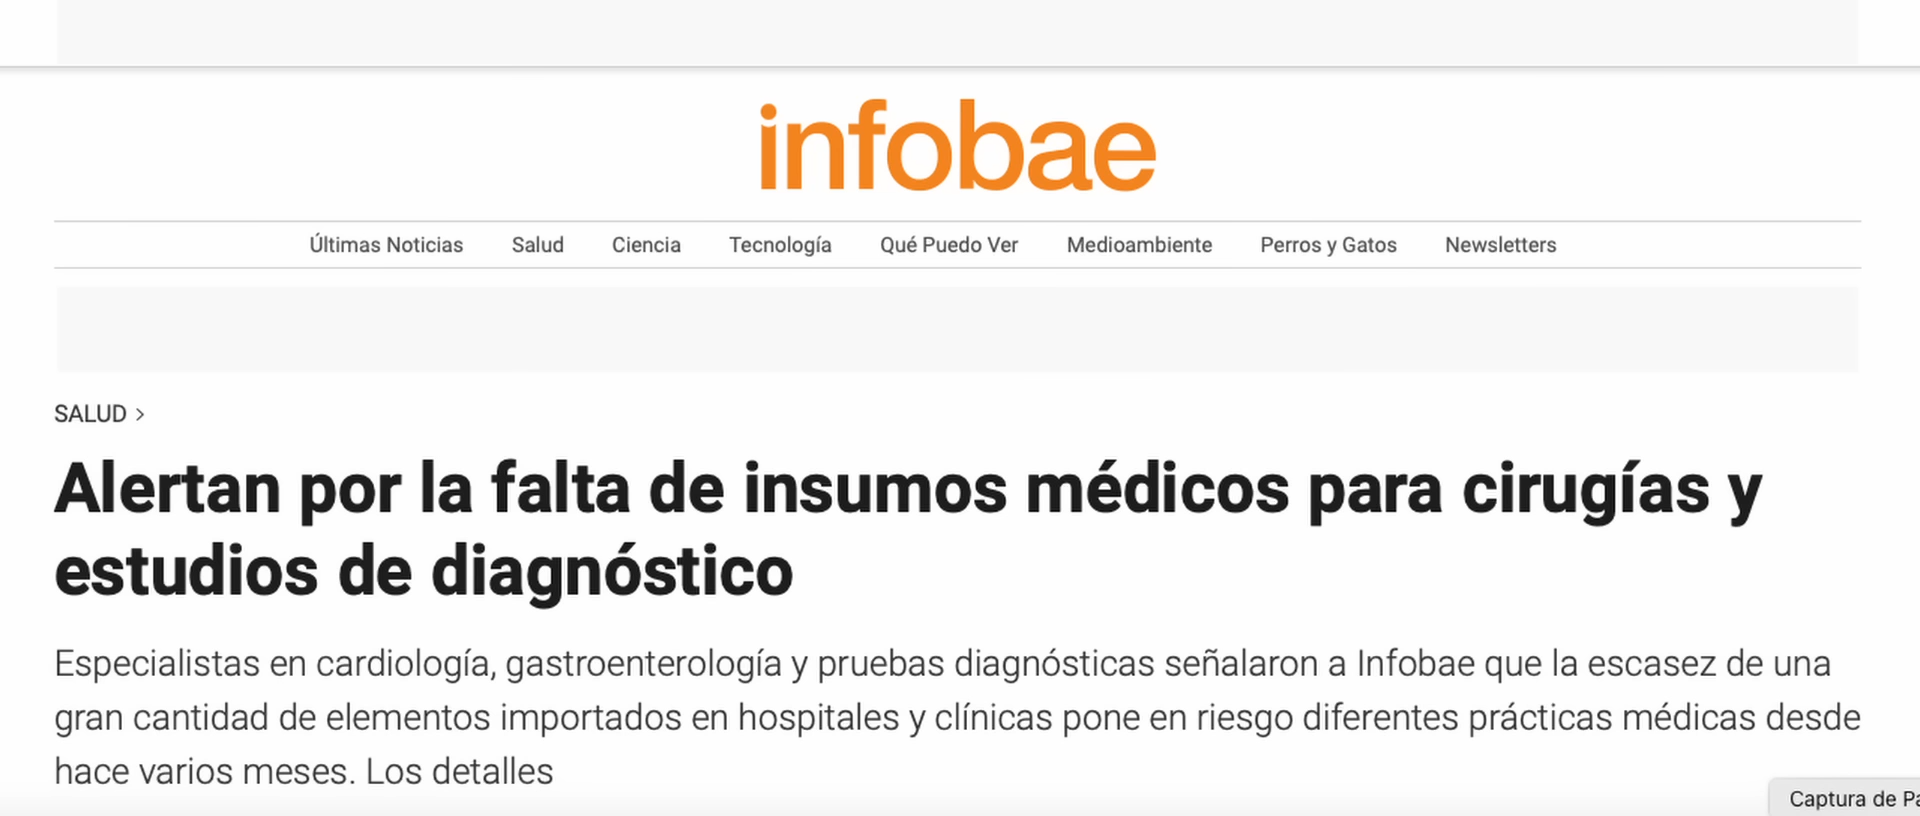 infobae
Últimas Noticias Salud Ciencia Tecnología Qué Puedo Ver Medioambiente Perros y Gatos Newsletters
SALUD >
Alertan por la falta de insumos médicos para cirugías y
estudios de diagnóstico
Especialistas en cardiología, gastroenterología y pruebas diagnósticas señalaron a Infobae que la escasez de una
gran cantidad de elementos importados en hospitales y clínicas pone en riesgo diferentes prácticas médicas desde
hace varios meses. Los detalles
Captura de